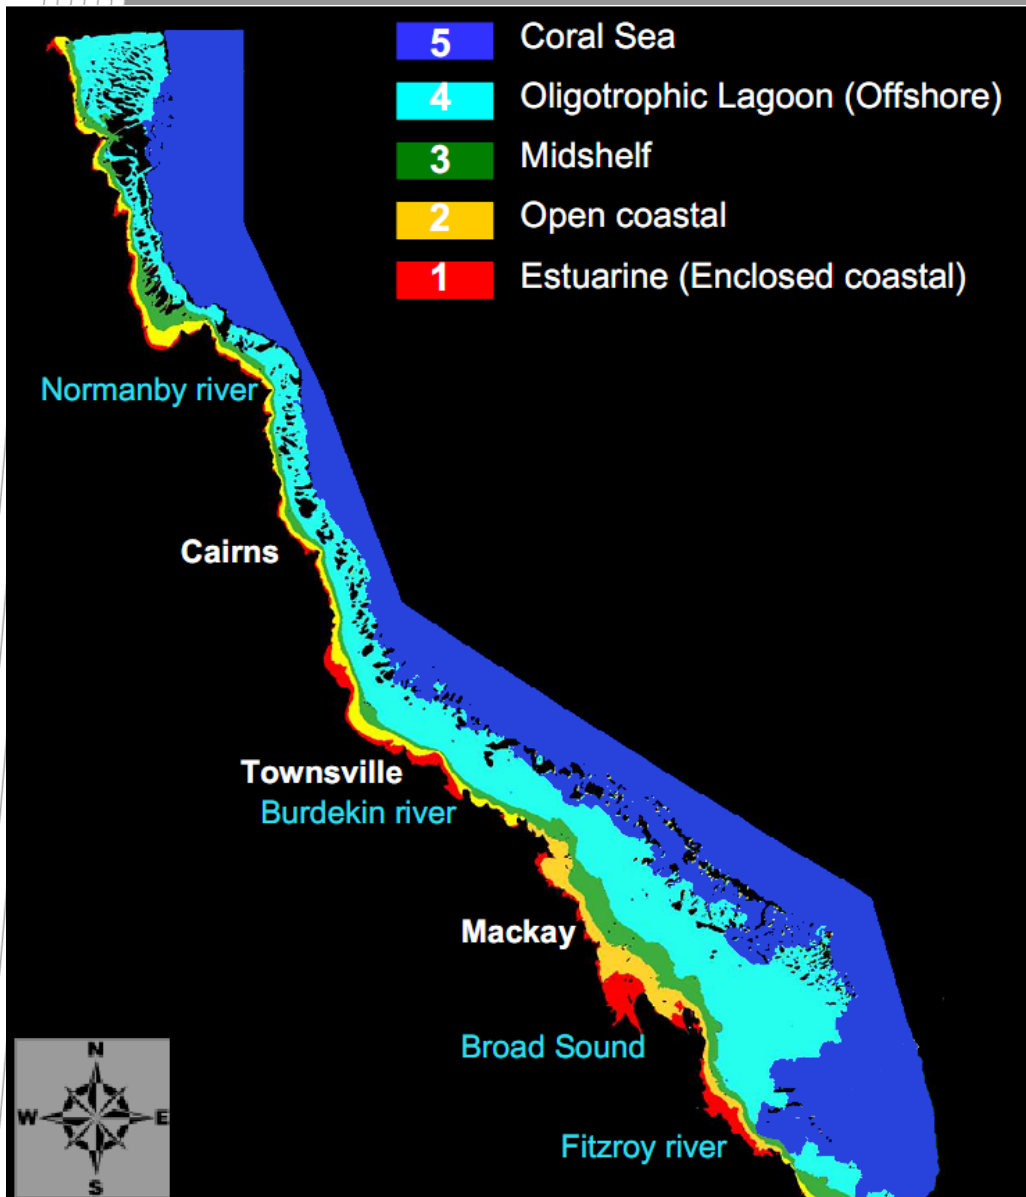 5 Coral Sea
4 Oligotrophic Lagoon (Offshore)
3 Midshelf
2 Open coastal
1 Estuarine (Enclosed coastal)
Normanby river
Cairns
Townsville
Burdekin river
Mackay
Broad Sound
Fitzroy river
N
W E
S